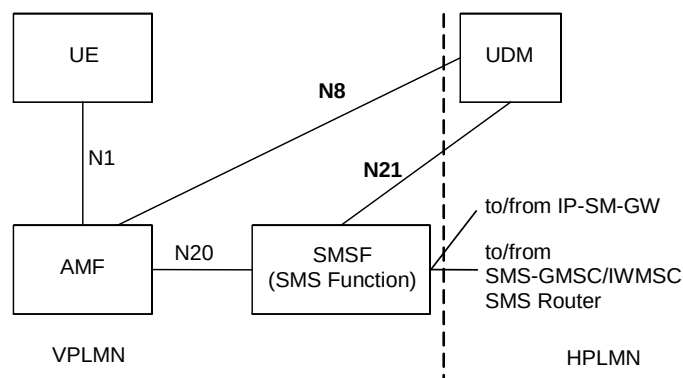 UE
UDM
N8
N1
N21
to/from IP-SM-GW
AMF
N20
SMSF
(SMS Function)
to/from
SMS-GMSC/IWMSC
SMS Router
VPLMN
HPLMN